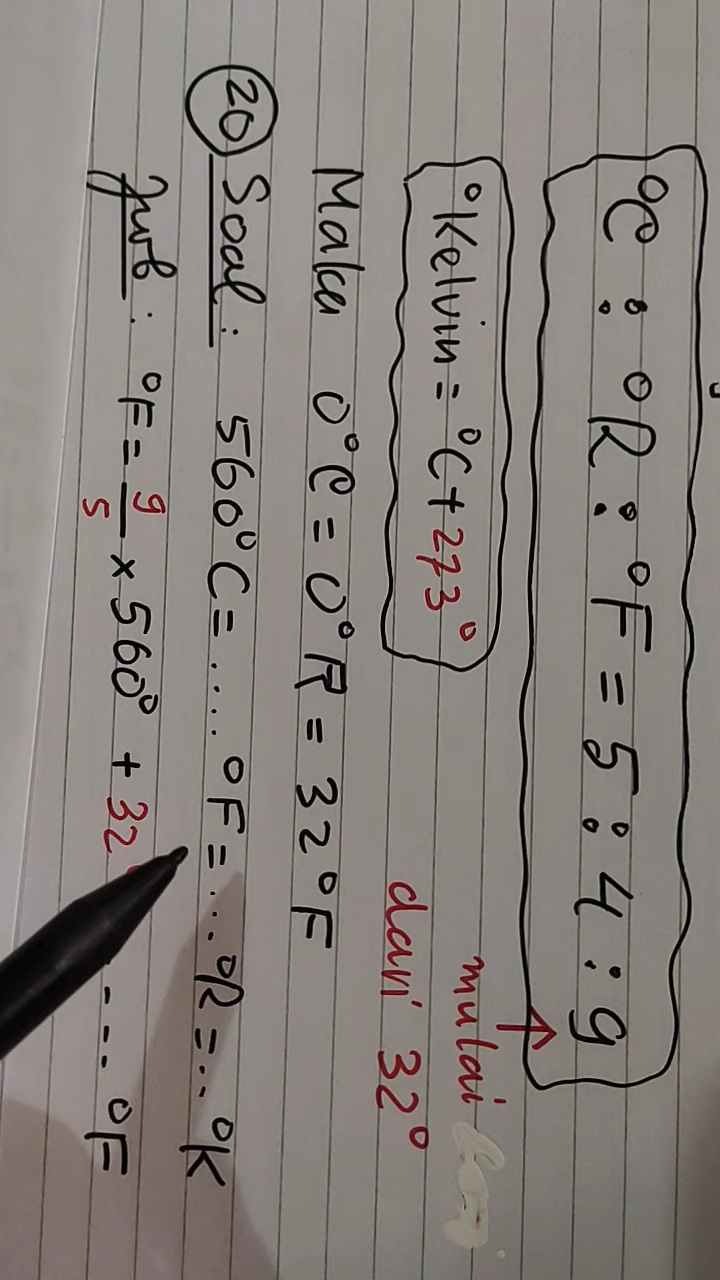 °C : °R : °F = 5 : 4 : 9
mulai
°Kelvin = °C + 273°
dari 32°
Maka 0°C = 0°R = 32°F
20 Soal : 560°C = .... °F = ... °R = ... °K
Jwb : °F = 9/5 × 560° + 32° ---- °F